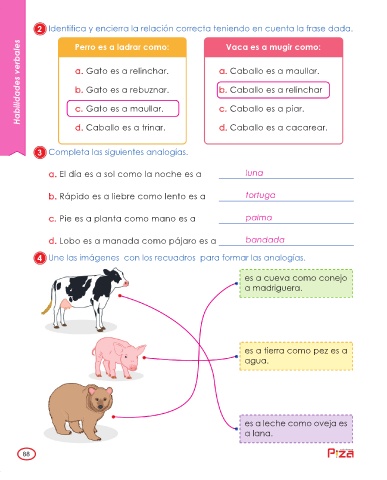 Habilidades verbales
2 Identifica y encierra la relación correcta teniendo en cuenta la frase dada.
Perro es a ladrar como:
a. Gato es a relinchar.
b. Gato es a rebuznar.
c. Gato es a maullar.
d. Caballo es a trinar.
Vaca es a mugir como:
a. Caballo es a maullar.
b. Caballo es a relinchar
c. Caballo es a piar.
d. Caballo es a cacarear.
3 Completa las siguientes analogías.
a. El día es a sol como la noche es a luna
b. Rápido es a liebre como lento es a tortuga
c. Pie es a planta como mano es a palma
d. Lobo es a manada como pájaro es a bandada
4 Une las imágenes con los recuadros para formar las analogías.
es a cueva como conejo
a madriguera.
es a tierra como pez es a
agua.
es a leche como oveja es
a lana.
88
Pizá